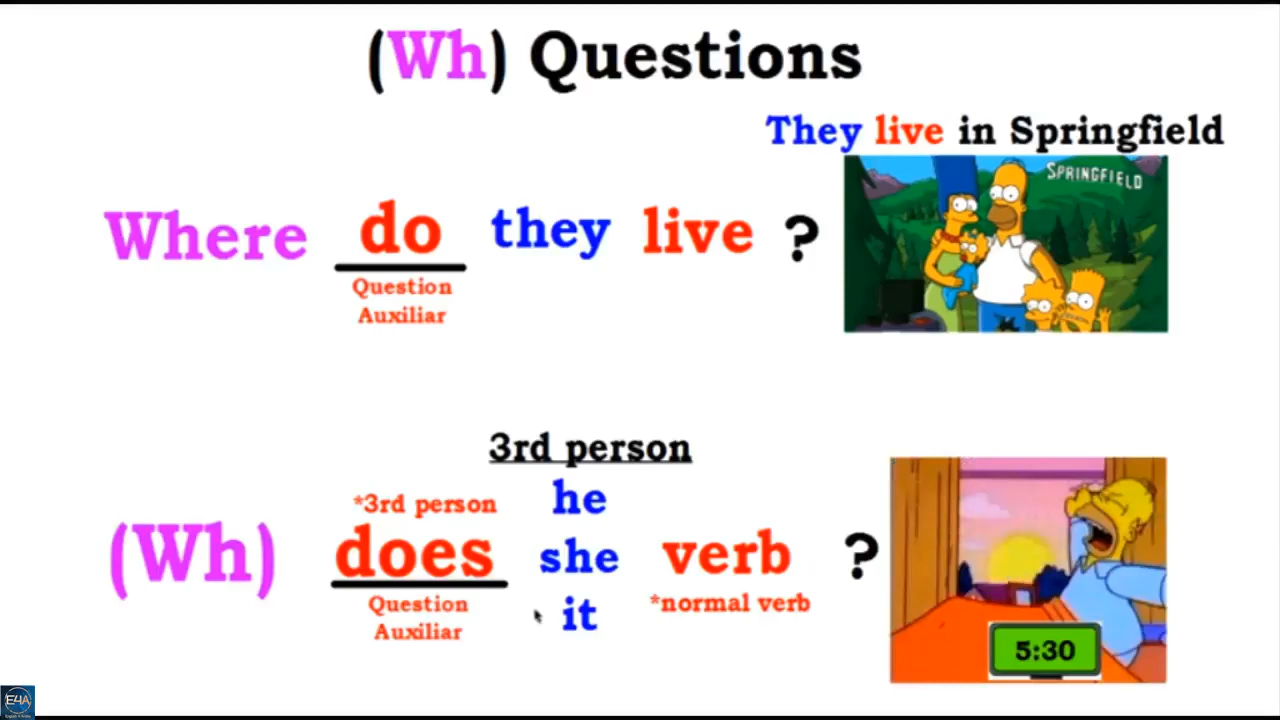 (Wh) Questions
They live in Springfield
SPRINGFIELD
Where do they live ?
Question
Auxiliar
3rd person
*3rd person
he
(Wh) does she verb ?
it
Question
Auxiliar
*normal verb
5:30
E4A